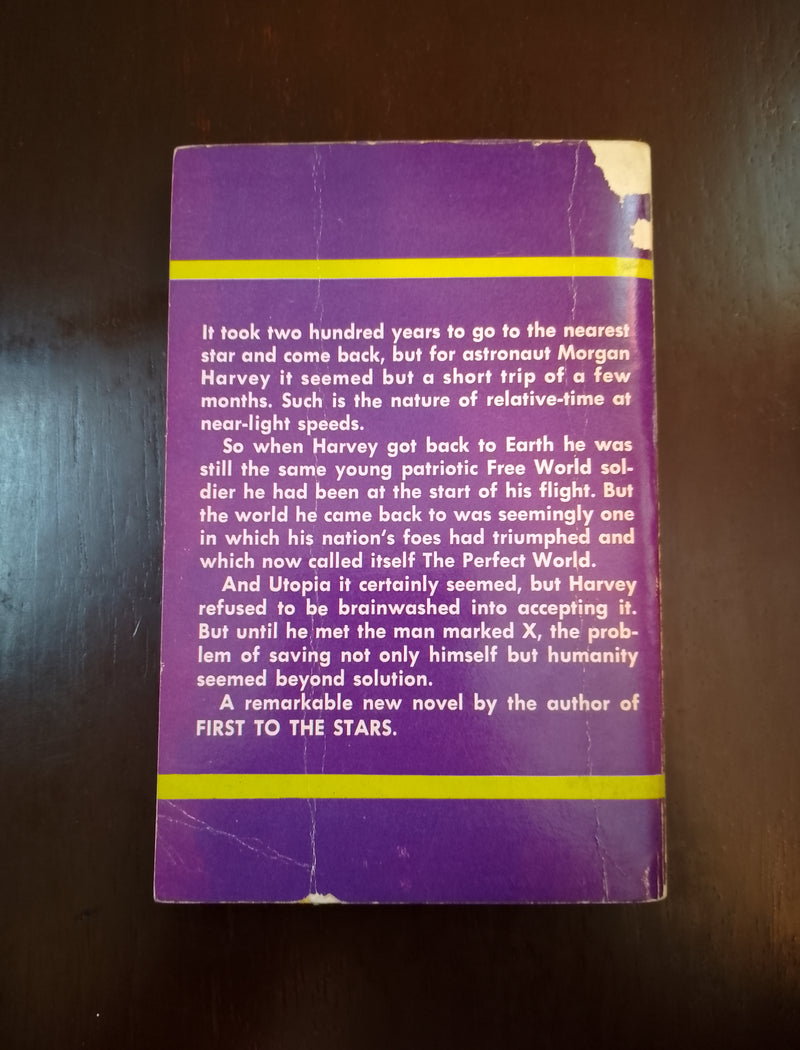 It took two hundred years to go to the nearest
star and come back, but for astronaut Morgan
Harvey it seemed but a short trip of a few
months. Such is the nature of relative-time at
near-light speeds.
So when Harvey got back to Earth he was
still the same young patriotic Free World sol-
dier he had been at the start of his flight. But
the world he came back to was seemingly one
in which his nation's foes had triumphed and
which now called itself The Perfect World.
And Utopia it certainly seemed, but Harvey
refused to be brainwashed into accepting it.
But until he met the man marked X, the prob-
lem of saving not only himself but humanity
seemed beyond solution.
A remarkable new novel by the author of
FIRST TO THE STARS.